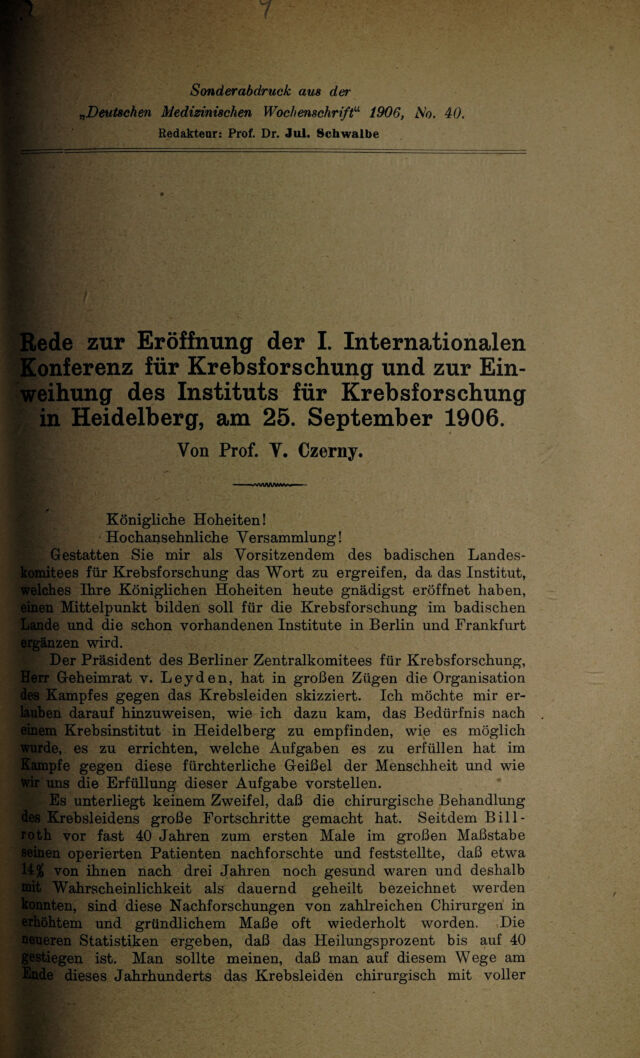 Sonderabdruck aus der
„Deutschen Medizinischen Wochenschrift“ 1906, No. 40.
Redakteur: Prof. Dr. Jul. Schwalbe
Rede zur Eröffnung der I. Internationalen
Konferenz für Krebsforschung und zur Ein-
weihung des Instituts für Krebsforschung
in Heidelberg, am 25. September 1906.
Von Prof. V. Czerny.
Königliche Hoheiten!
Hochansehnliche Versammlung!
Gestatten Sie mir als Vorsitzendem des badischen Landes-
komitees für Krebsforschung das Wort zu ergreifen, da das Institut,
welches Ihre Königlichen Hoheiten heute gnädigst eröffnet haben,
einen Mittelpunkt bilden soll für die Krebsforschung im badischen
Lande und die schon vorhandenen Institute in Berlin und Frankfurt
ergänzen wird.
Der Präsident des Berliner Zentralkomitees für Krebsforschung,
Herr Geheimrat v. Leyden, hat in großen Zügen die Organisation
des Kampfes gegen das Krebsleiden skizziert. Ich möchte mir er-
lauben darauf hinzuweisen, wie ich dazu kam, das Bedürfnis nach
einem Krebsinstitut in Heidelberg zu empfinden, wie es möglich
wurde, es zu errichten, welche Aufgaben es zu erfüllen hat im
Kampfe gegen diese fürchterliche Geißel der Menschheit und wie
wir uns die Erfüllung dieser Aufgabe vorstellen.
Es unterliegt keinem Zweifel, daß die chirurgische Behandlung
des Krebsleidens große Fortschritte gemacht hat. Seitdem Bill-
roth vor fast 40 Jahren zum ersten Male im großen Maßstabe
seinen operierten Patienten nachforschte und feststellte, daß etwa
14% von ihnen nach drei Jahren noch gesund waren und deshalb
mit Wahrscheinlichkeit als dauernd geheilt bezeichnet werden
konnten, sind diese Nachforschungen von zahlreichen Chirurgen in
erhöhtem und gründlichem Maße oft wiederholt worden. Die
neueren Statistiken ergeben, daß das Heilungsprozent bis auf 40
gestiegen ist. Man sollte meinen, daß man auf diesem Wege am
Ende dieses Jahrhunderts das Krebsleiden chirurgisch mit voller